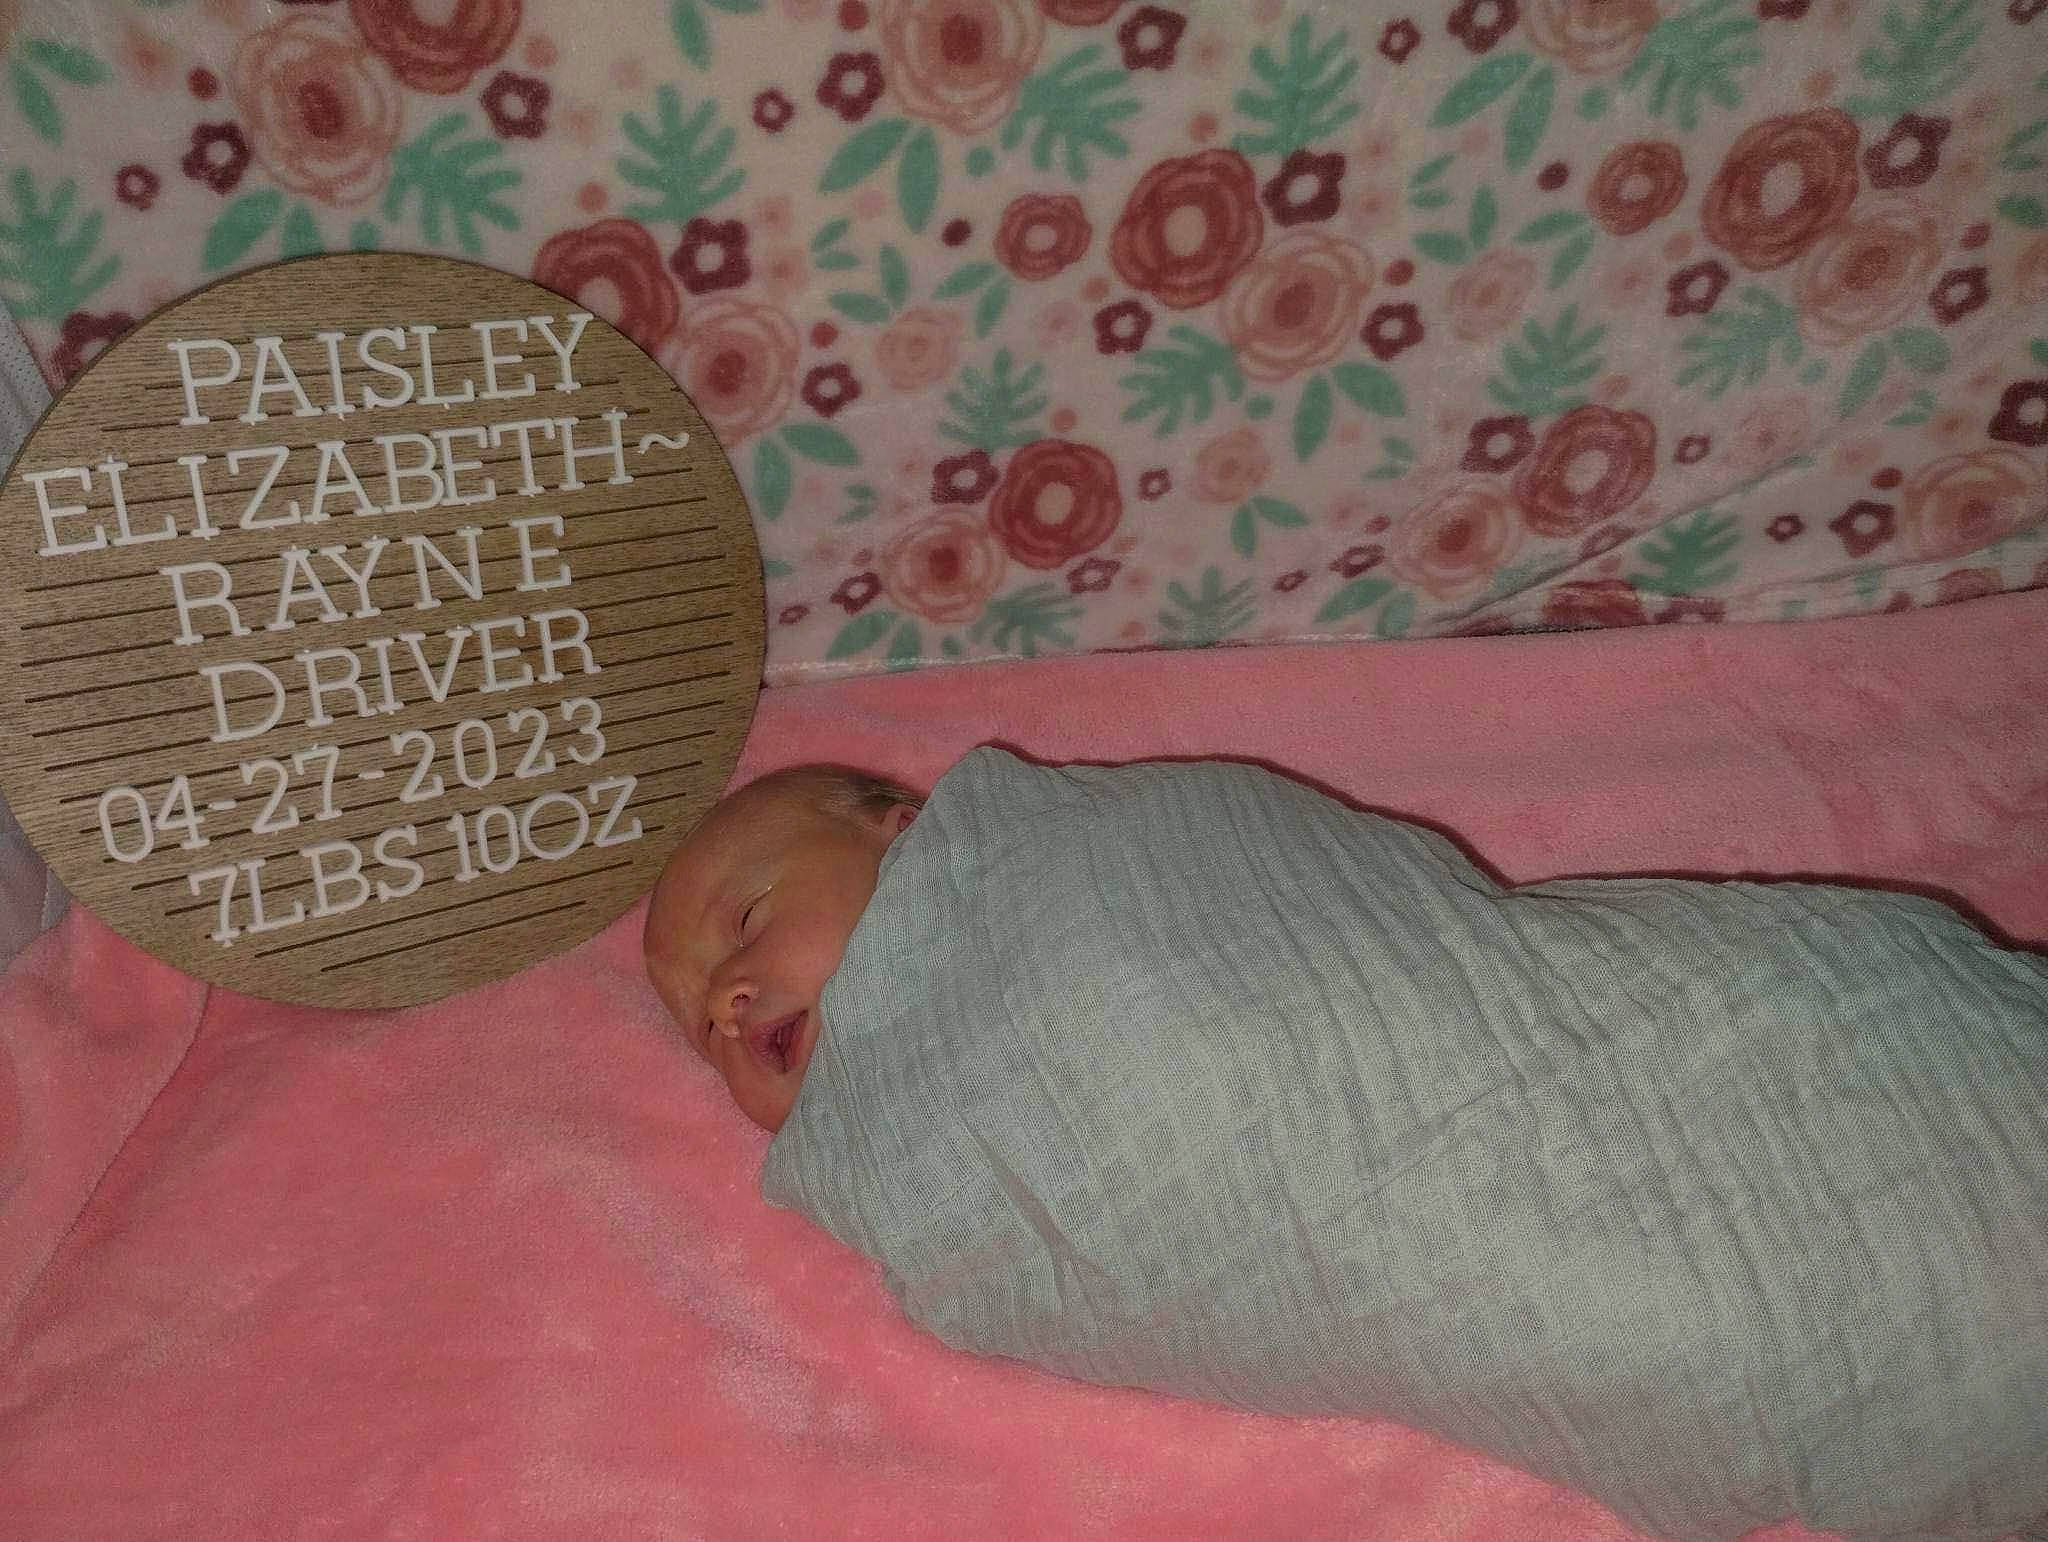 PAISLEY
ELIZABETH~
RAYNE
DRIVER
04-27-2023
7LBS 10OZ